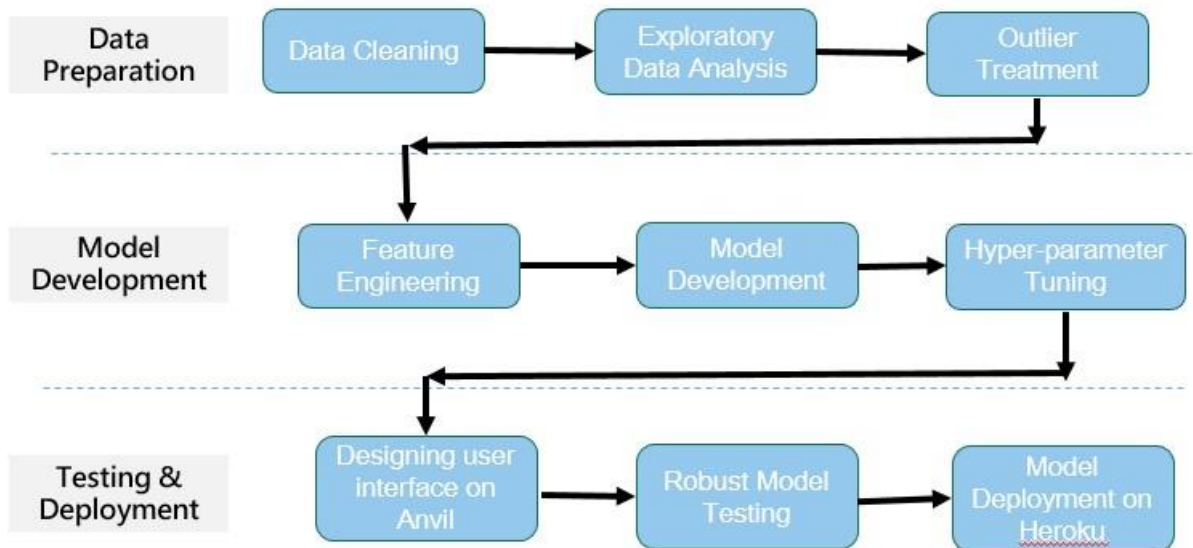 Data
Preparation
Data Cleaning
Exploratory
Data Analysis
Outlier
Treatment
Model
Development
Feature
Engineering
Model
Development
Hyper-parameter
Tuning
Testing &
Deployment
Designing user
interface on
Anvil
Robust Model
Testing
Model
Deployment on
Heroku